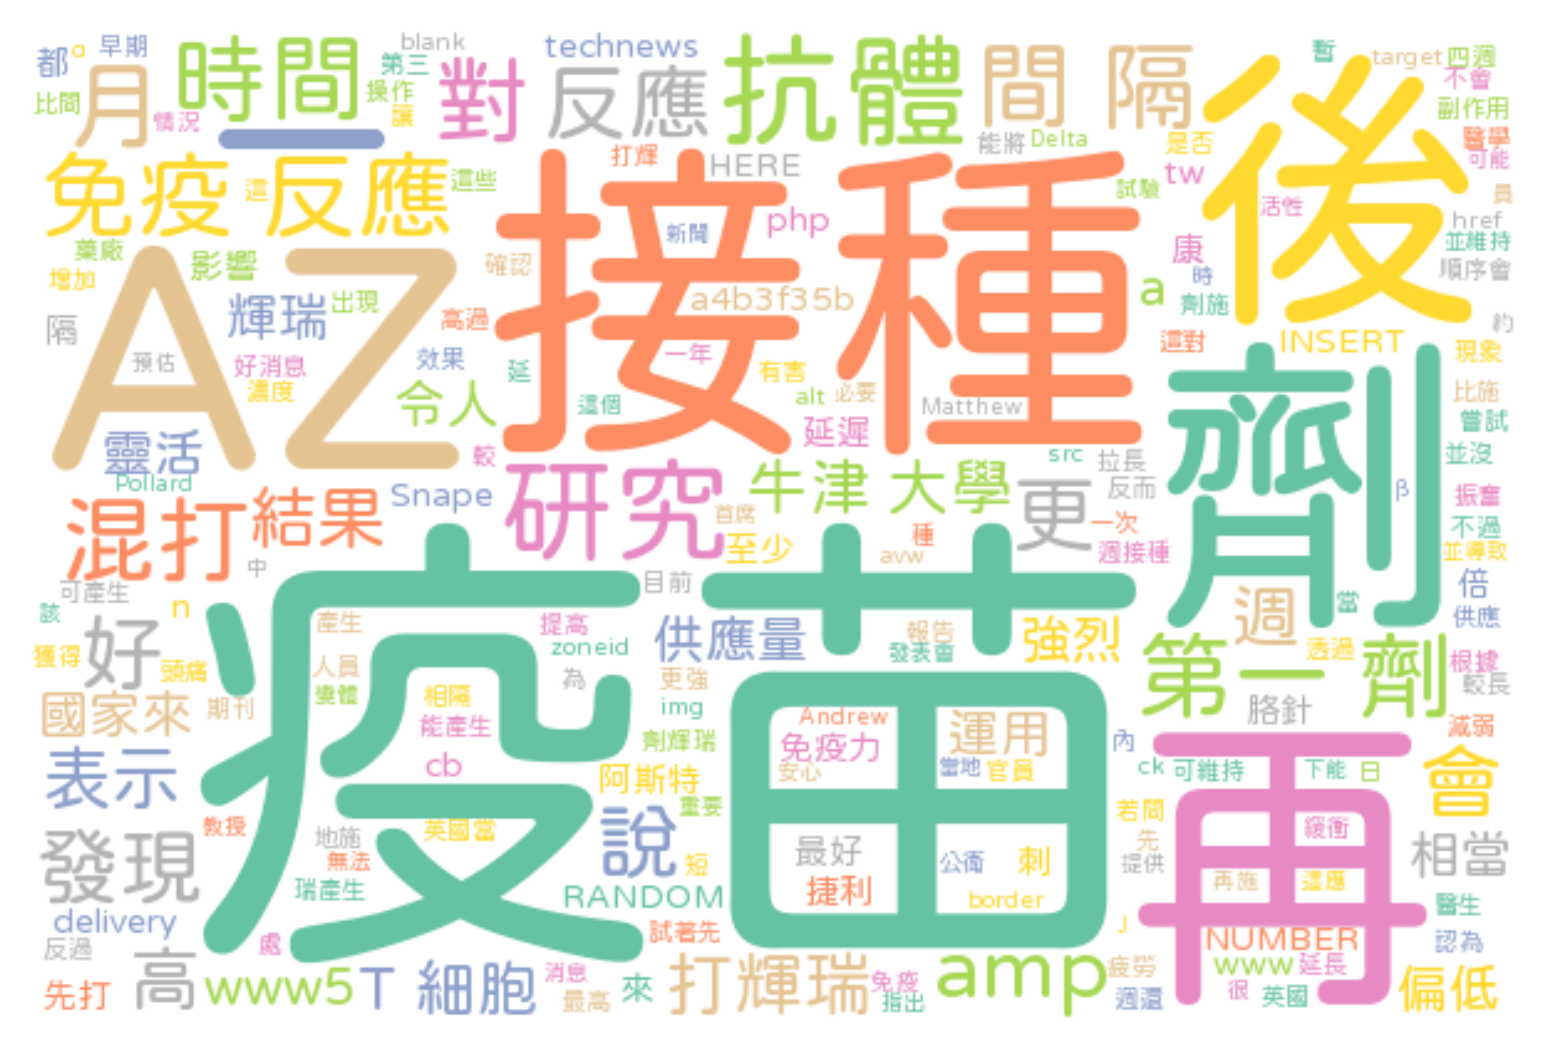 都 a 早期 blank technews 暫 target 四週
時間 第三 對 反應 抗體 間 隔 後
月 操作 不會
比間 情況 讓 副作用
一 能將 Delta 是否 醫學
打輝 HERE 可能
免疫 這 反應 這些 接種 tw
試驗 活性 員
新聞 php href
藥廠 影響 康 並維持
增加 AZ 確認 時 順序會
輝瑞 出現 a4b3f35b a 劑施
隔 高過 約
預估 好消息 效果 一年 這對 INSERT 現象
濃度 延 有害 劑 比施
令人 這個 alt 必要 Matthew 嘗試
靈活 較 延遲 src 拉長 並沒
Pollard 研究 牛津 大學 反而 β 振奮
混打 結果 Snape 更 不過
首席 至少 種 一次 並導致
中 avw 週接種
疫苗 目前 倍
可產生 週 當
該 n 供應
好 產生 提高 供應量 報告 強烈 第一 劑 透過
獲得 頭痛 人員 zoneid 發表會 根據
變體 為 更強 較長
國家來 期刊 相隔 img 胳針
能產生 Andrew 運用 減弱
表示 劑輝瑞 免疫力 內 再
cb 阿斯特 安心 當地 官員 ck 可維持 下能 日 會
重要 若間
教授 英國當 說 先 緩衝
發現 地施 無法 最好 公衛 刺 提供 相當
瑞產生 短 捷利 再施 這應
RANDOM border 醫生
delivery J
反過 處 試著先 NUMBER 認為
高 消息 疲勞 www 延長
先打 www5 T 細胞 來 打輝瑞 免疫 amp 偏低
最高 指出 週還 很 英國